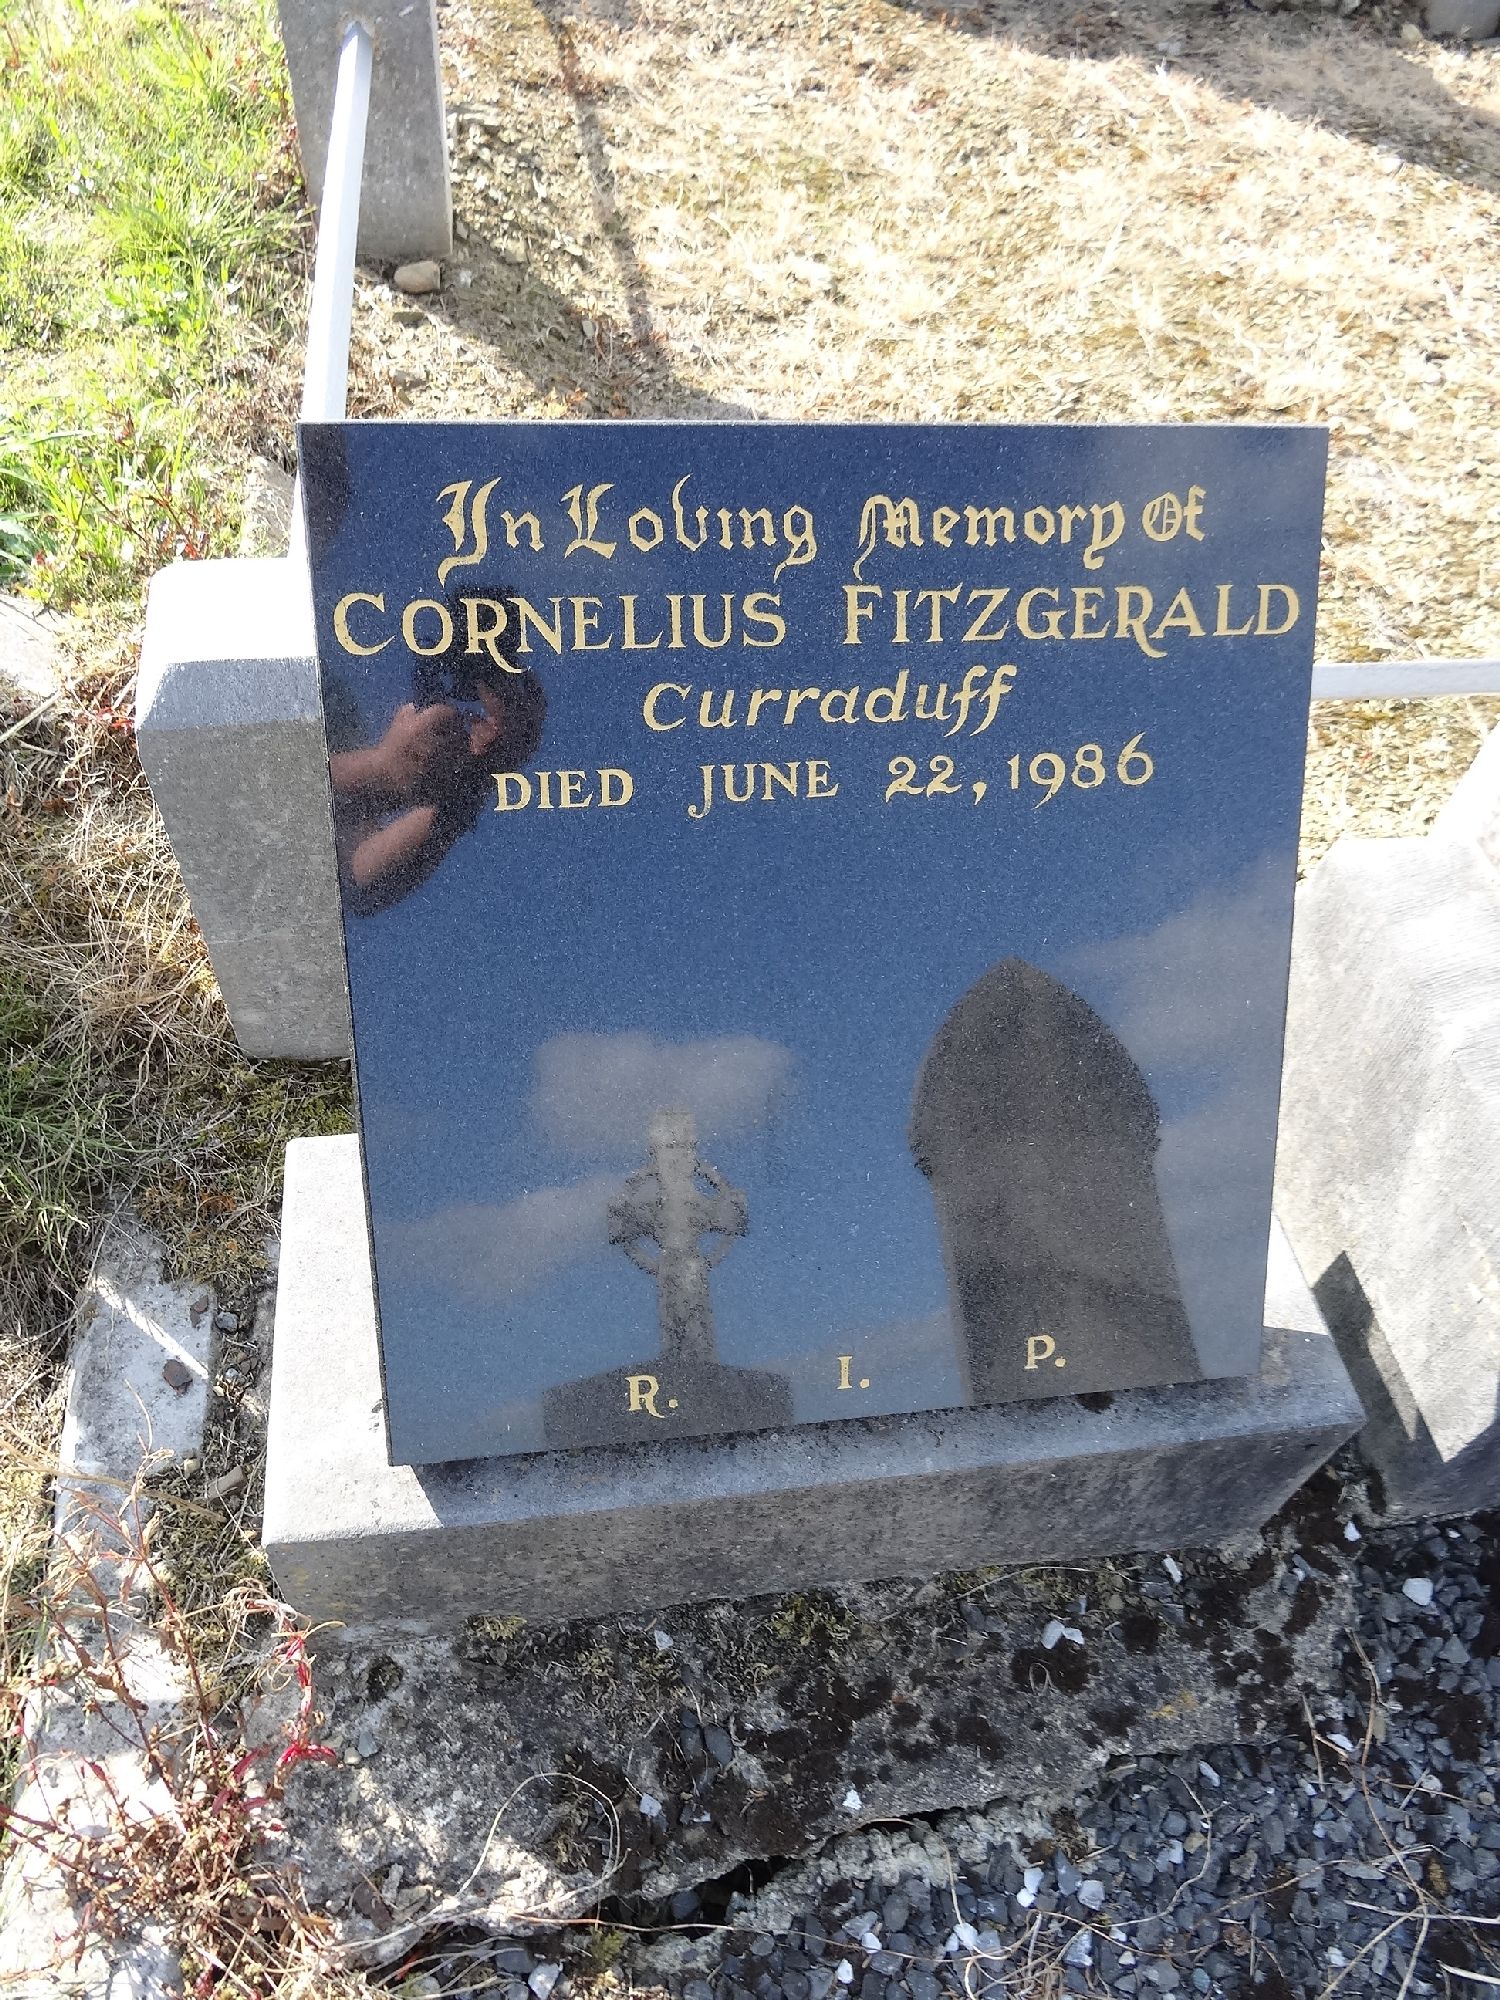 In Loving Memory Of
CORNELIUS FITZGERALD
Curraduff
DIED JUNE 22, 1986
R. I. P.